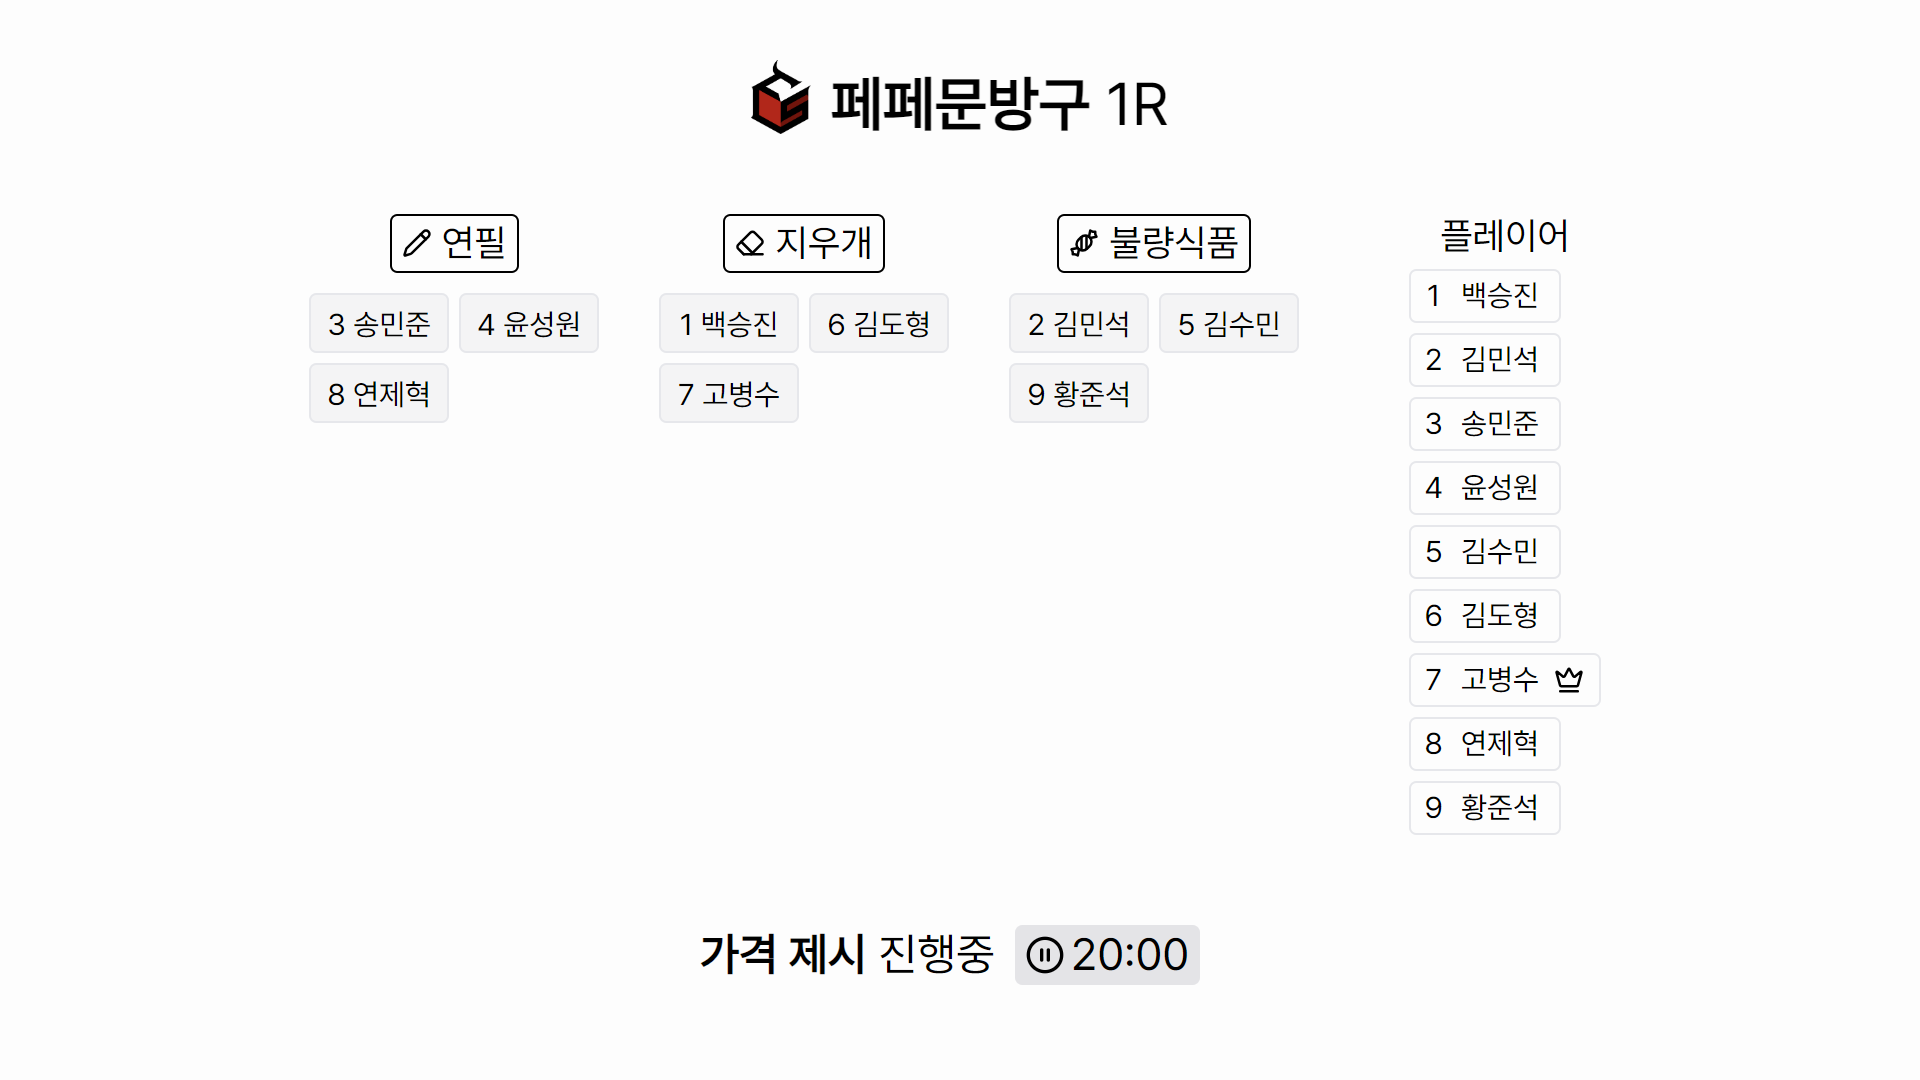 페페문방구 1R
연필
3 송민준 4 윤성원
8 연제혁
지우개
1 백승진 6 김도형
7 고병수
불량식품
2 김민석 5 김수민
9 황준석
플레이어
1 백승진
2 김민석
3 송민준
4 윤성원
5 김수민
6 김도형
7 고병수
8 연제혁
9 황준석
가격 제시 진행중 20:00